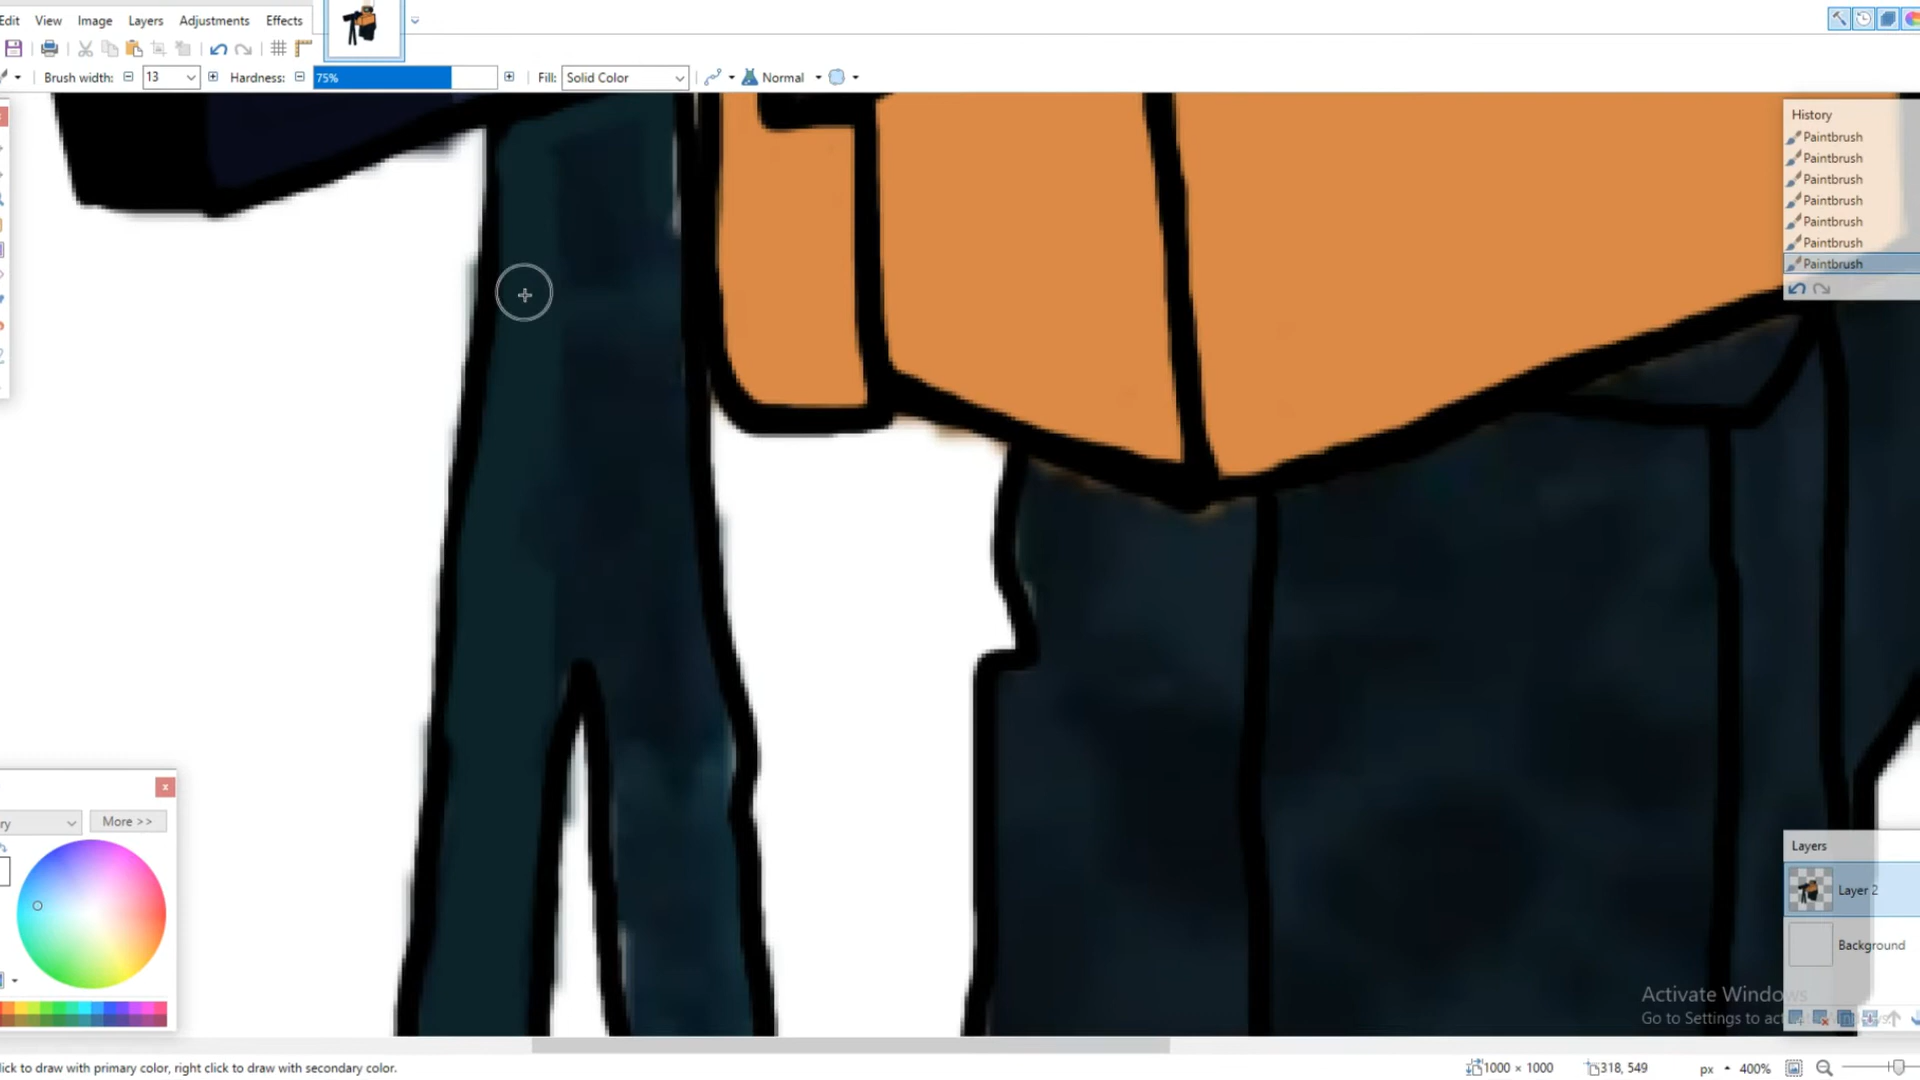 Edit View Image Layers Adjustments Effects
Brush width: 13 Hardness: 75% Fill: Solid Color Normal
History
Paintbrush
Paintbrush
Paintbrush
Paintbrush
Paintbrush
Paintbrush
Paintbrush
More >>
Layers
Layer 2
Background
Activate Windows
Go to Settings to
lick to draw with primary color, right click to draw with secondary color.
1000 × 1000 318, 549 px 400%